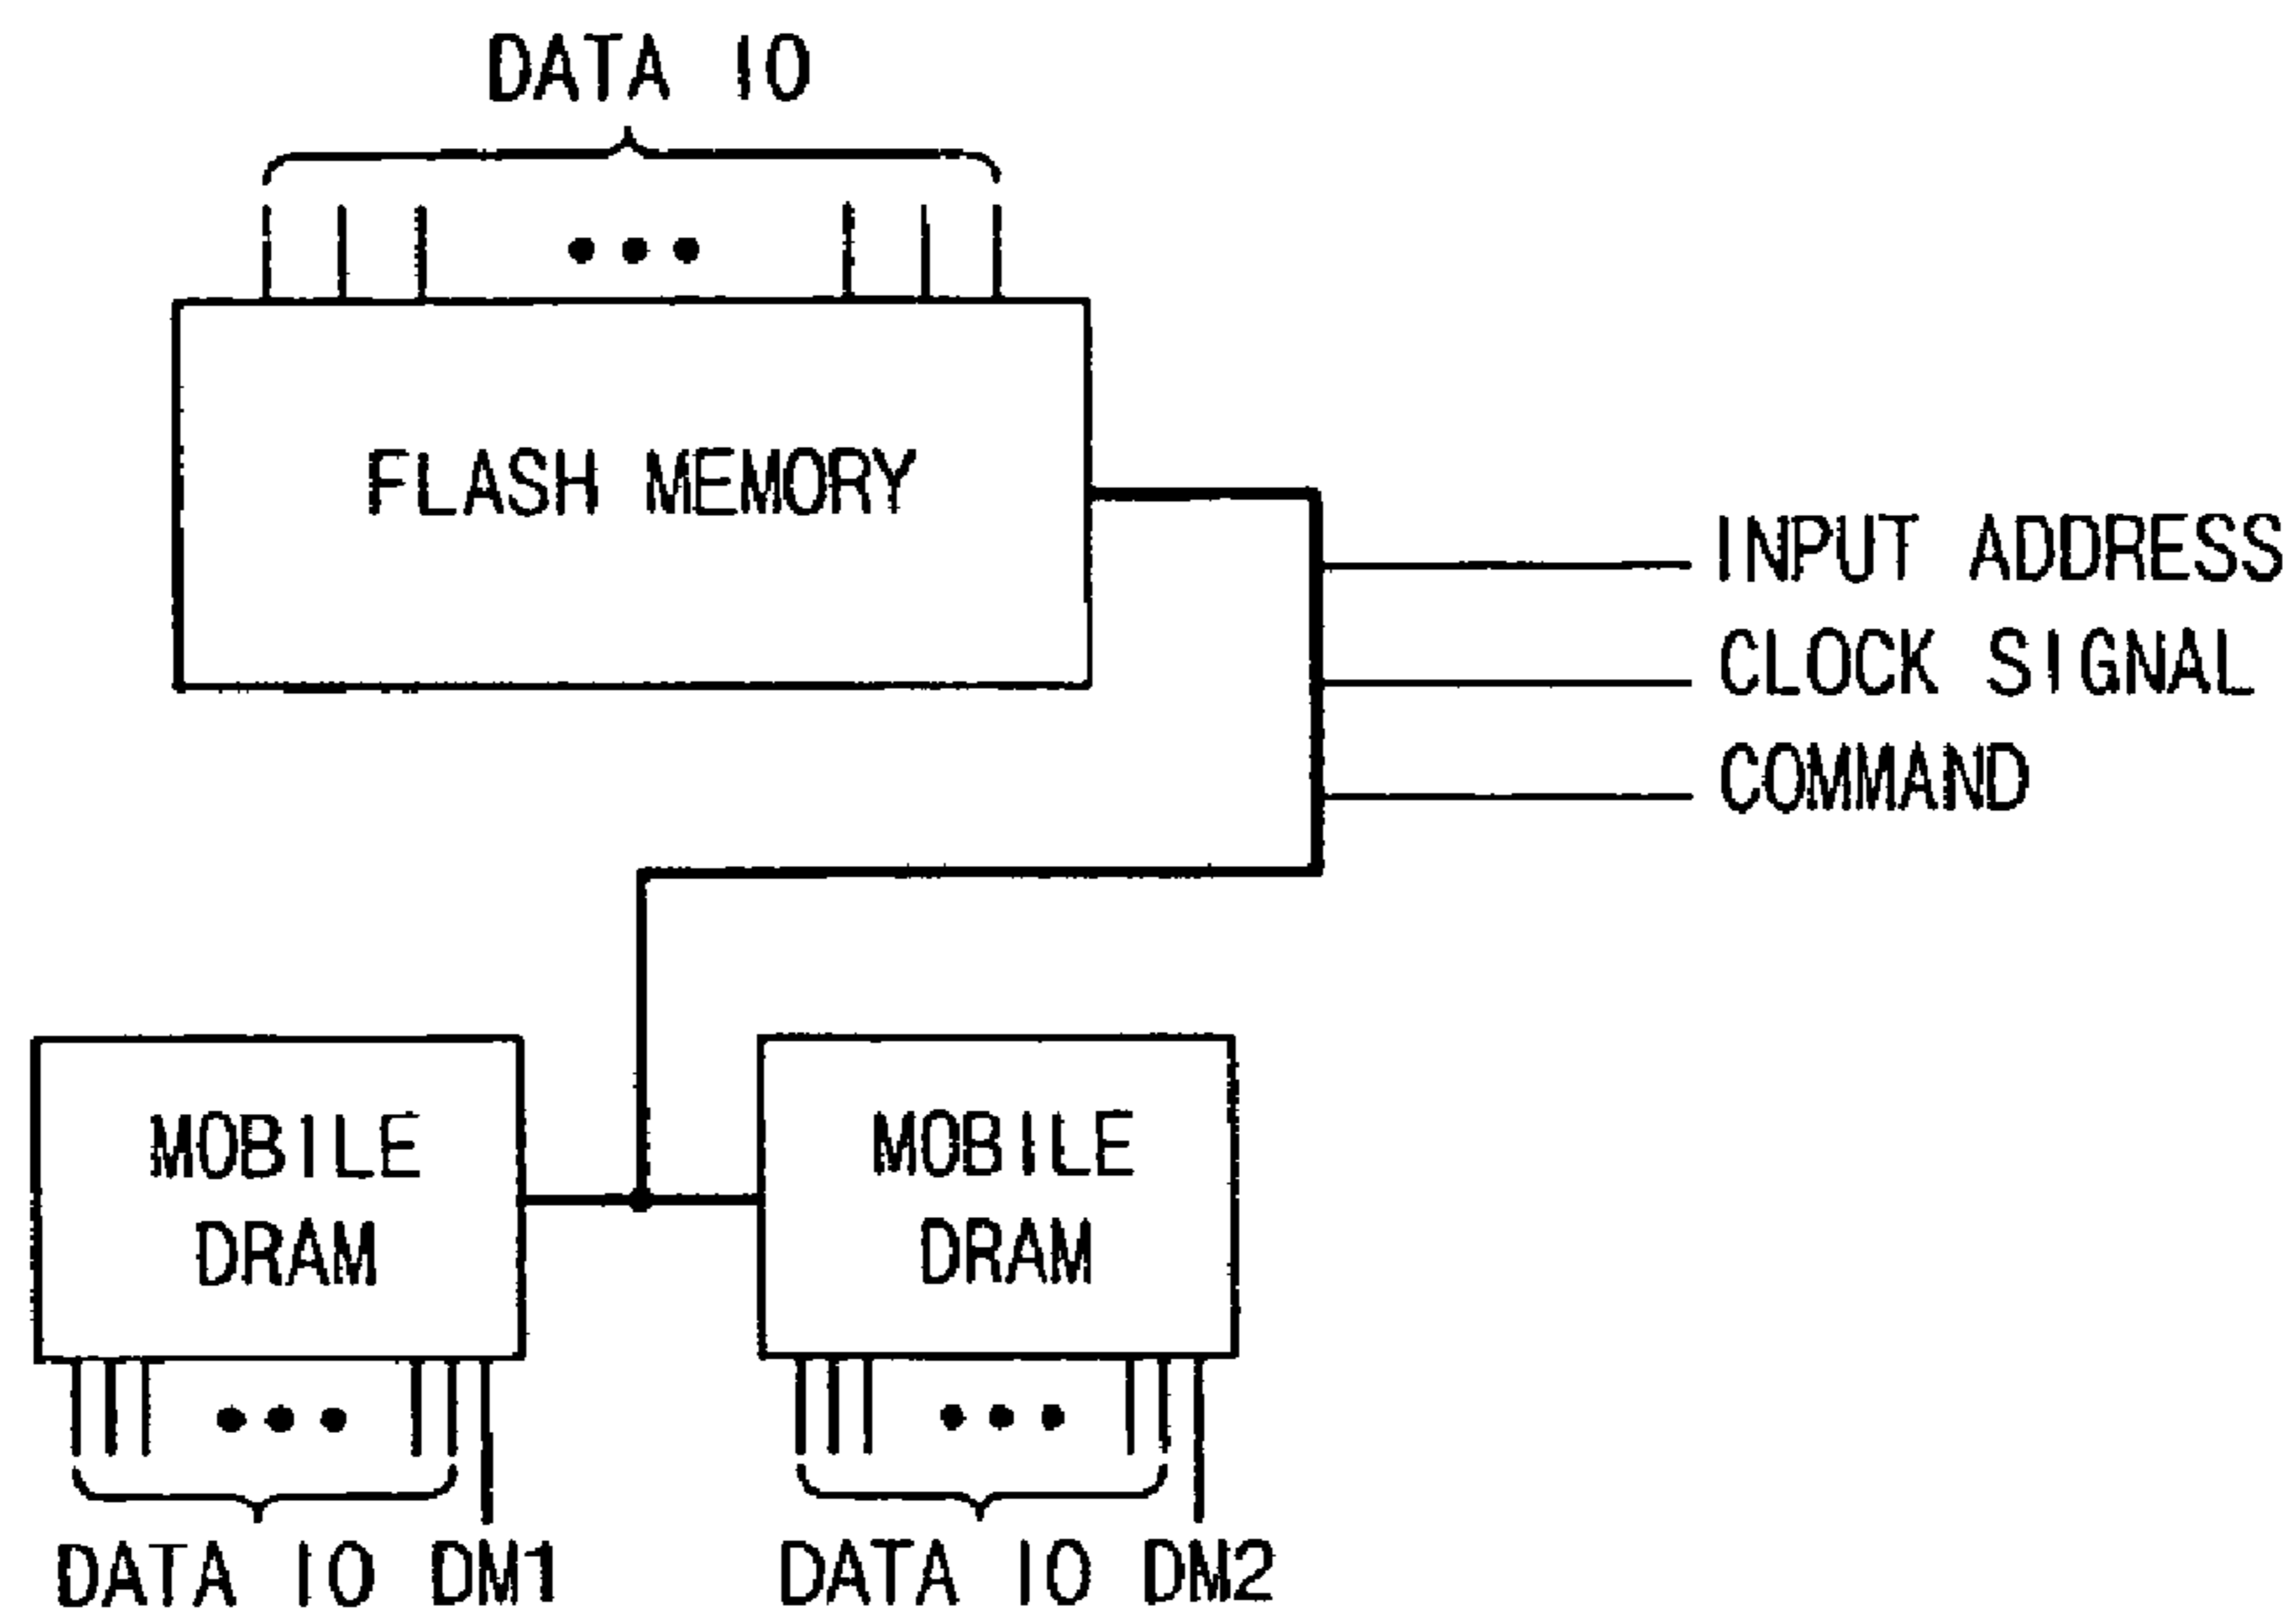 DATA IO
FLASH MEMORY
INPUT ADDRESS
CLOCK SIGNAL
COMMAND
MOBILE
DRAM
MOBILE
DRAM
DATA IO DM1
DATA IO DM2